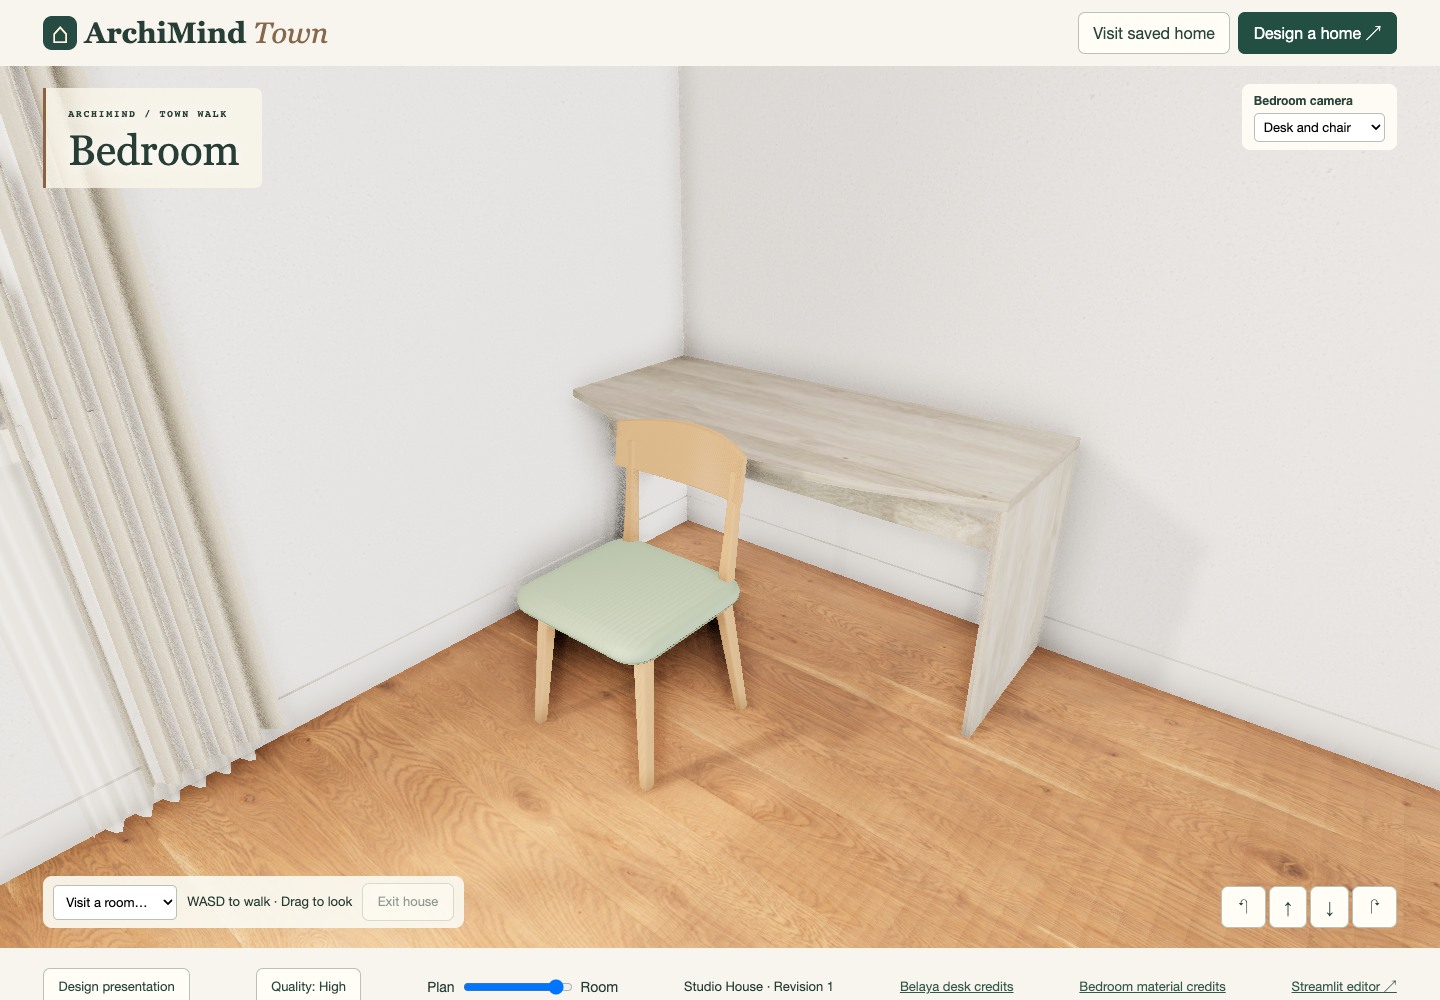 ArchiMind Town
Visit saved home
Design a home ↗
ARCHIMIND / TOWN WALK
Bedroom
Bedroom camera
Desk and chair
Visit a room...
WASD to walk · Drag to look
Exit house
↰ ↑ ↓ ↱
Design presentation
Quality: High
Plan
Room
Studio House · Revision 1
Belaya desk credits
Bedroom material credits
Streamlit editor ↗